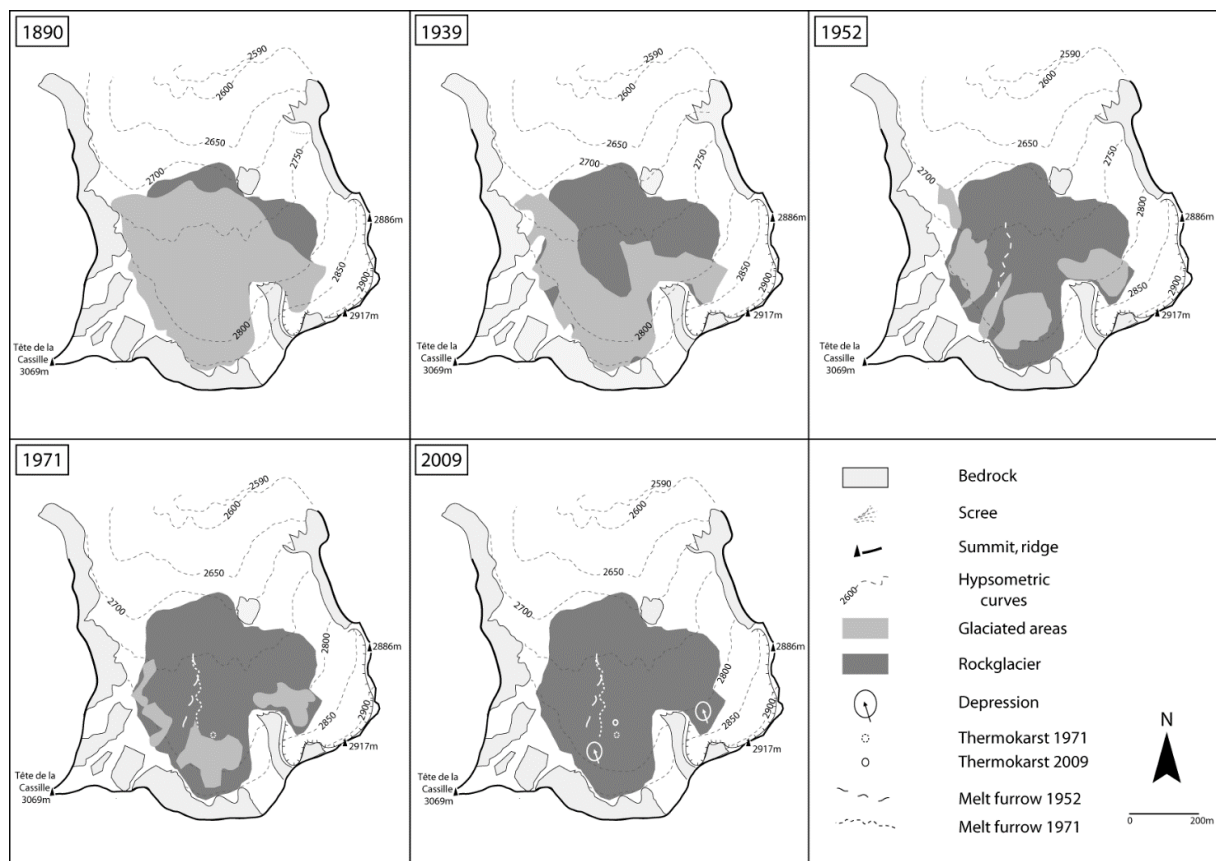 1890
2590
2600
2650
2700
2750
2886m
2850
2900
2917m
2800
Tête de la
Cassille
3069m
1939
2590
2600
2650
2700
2750
2886m
2850
2900
2917m
2800
Tête de la
Cassille
3069m
1952
2590
2600
2650
2700
2750
2800
2886m
2850
2900
2917m
Tête de la
Cassille
3069m
1971
2590
2600
2650
2700
2800
2886m
2850
2900
2917m
Tête de la
Cassille
3069m
2009
2590
2600
2650
2700
2800
2886m
2850
2900
2917m
Tête de la
Cassille
3069m
Bedrock
Scree
Summit, ridge
2600
Hypsometric
curves
Glaciated areas
Rockglacier
Depression
Thermokarst 1971
Thermokarst 2009
Melt furrow 1952
Melt furrow 1971
N
0 200m